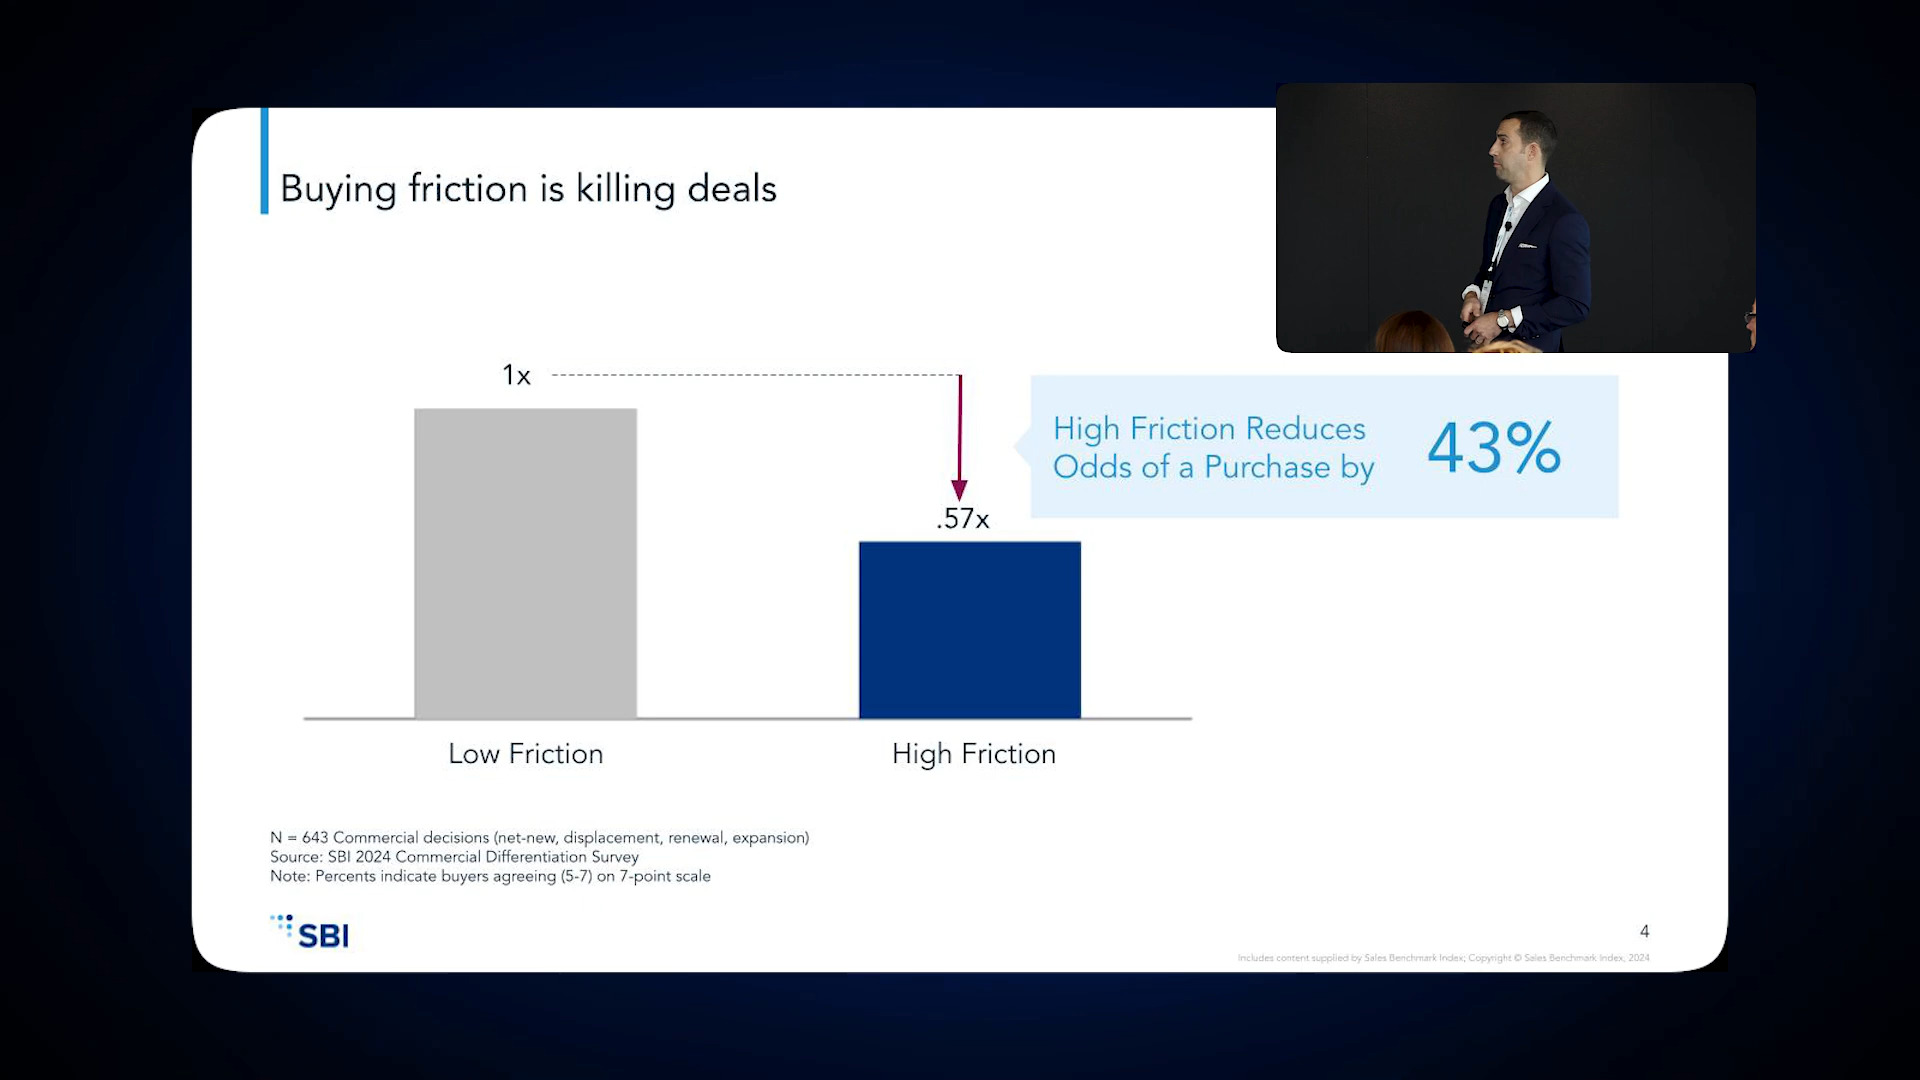 Buying friction is killing deals
1x
High Friction Reduces
Odds of a Purchase by
43%
.57x
Low Friction
High Friction
N = 643 Commercial decisions (net-new, displacement, renewal, expansion)
Source: SBI 2024 Commercial Differentiation Survey
Note: Percents indicate buyers agreeing (5-7) on 7-point scale
SBI
4
Includes content supplied by Sales Benchmark Index; Copyright © Sales Benchmark Index, 2024